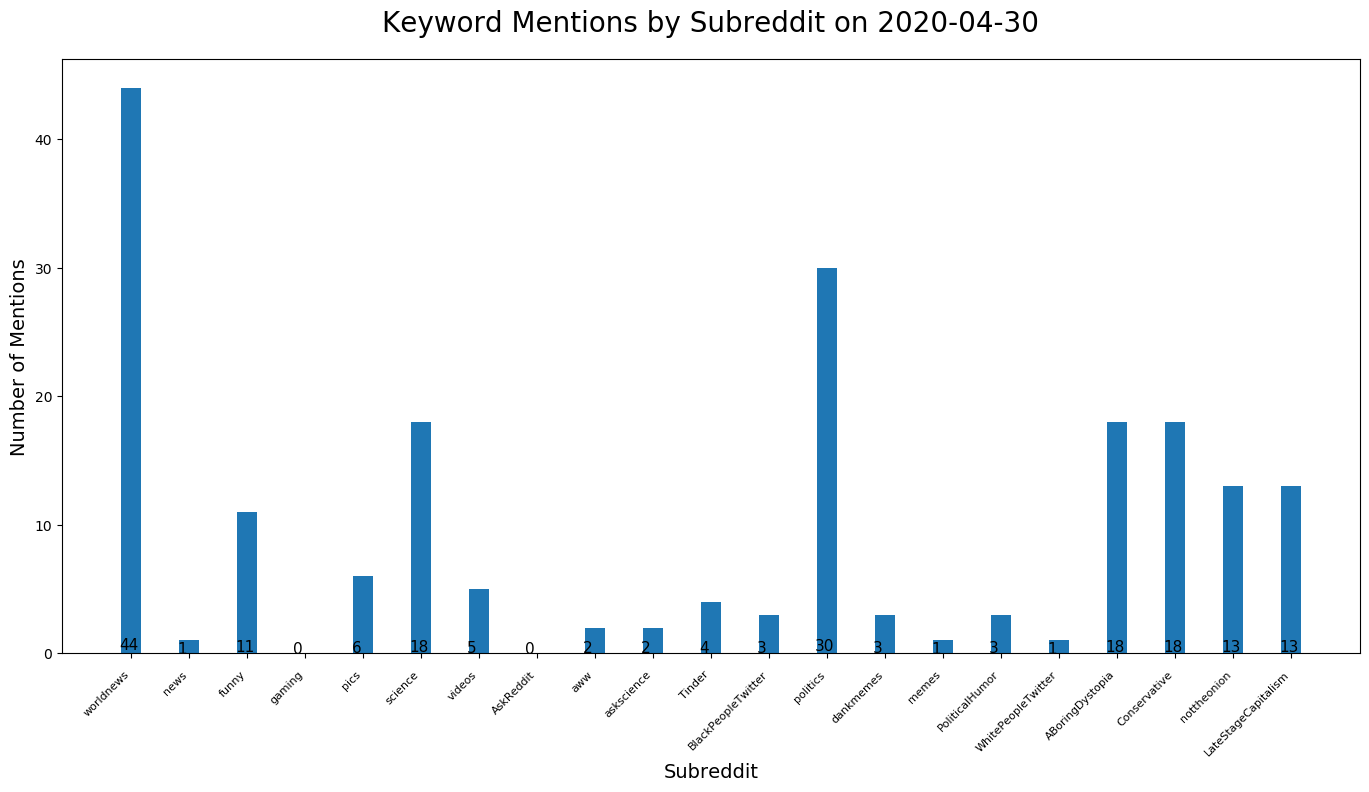 Keyword Mentions by Subreddit on 2020-04-30
Number of Mentions
40
30
20
10
0
44 1 11 0 6 18 5 0 2 2 4 3 30 3 1 3 1 18 18 13 13
worldnews news funny gaming pics science videos AskReddit aww askscience Tinder BlackPeopleTwitter politics dankmemes memes PoliticalHumor WhitePeopleTwitter ABoringDystopia Conservative nottheonion LateStageCapitalism
Subreddit